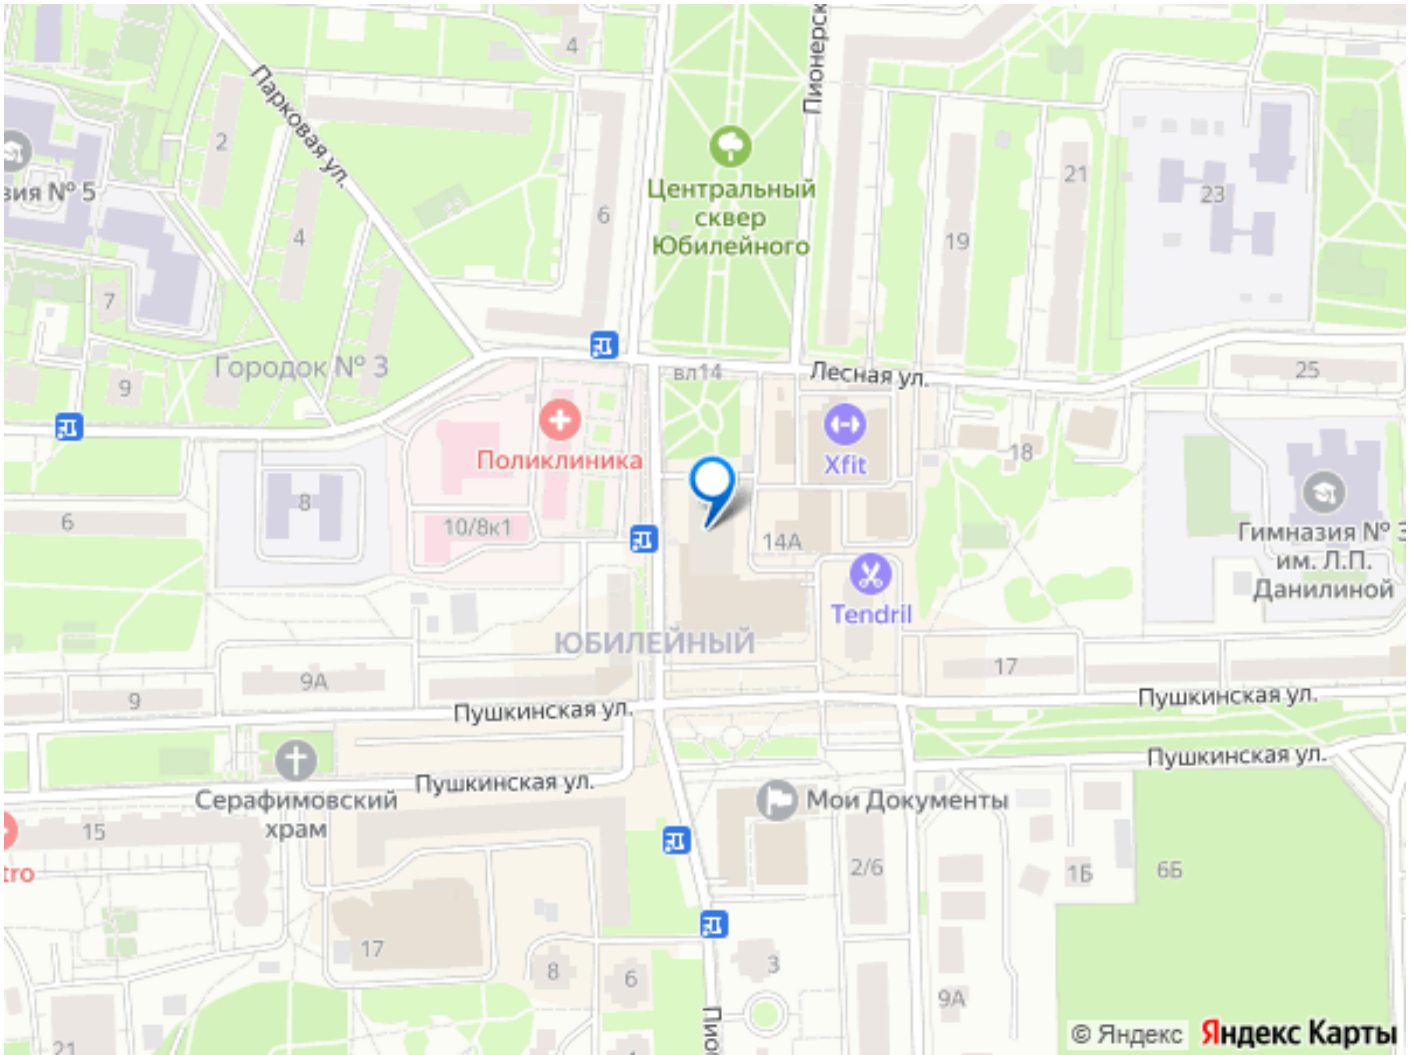 4
Пионерск
Парковая ул.
2
21
зия № 5
Центральный
сквер
Юбилейного
23
6
4
19
7
Городок № 3
вл14
Лесная ул.
25
9
Поликлиника
Xfit
18
8
6
10/8к1
14А
Гимназия № 3
им. Л.П.
Данилиной
Tendril
ЮБИЛЕЙНЫЙ
17
9А
9
Пушкинская ул.
Пушкинская ул.
Пушкинская ул.
Пушкинская ул.
Серафимовский
храм
Мои Документы
15
tro
2/6
1Б
6Б
17
8
6
3
9А
Пио
21
© Яндекс
Яндекс Карты